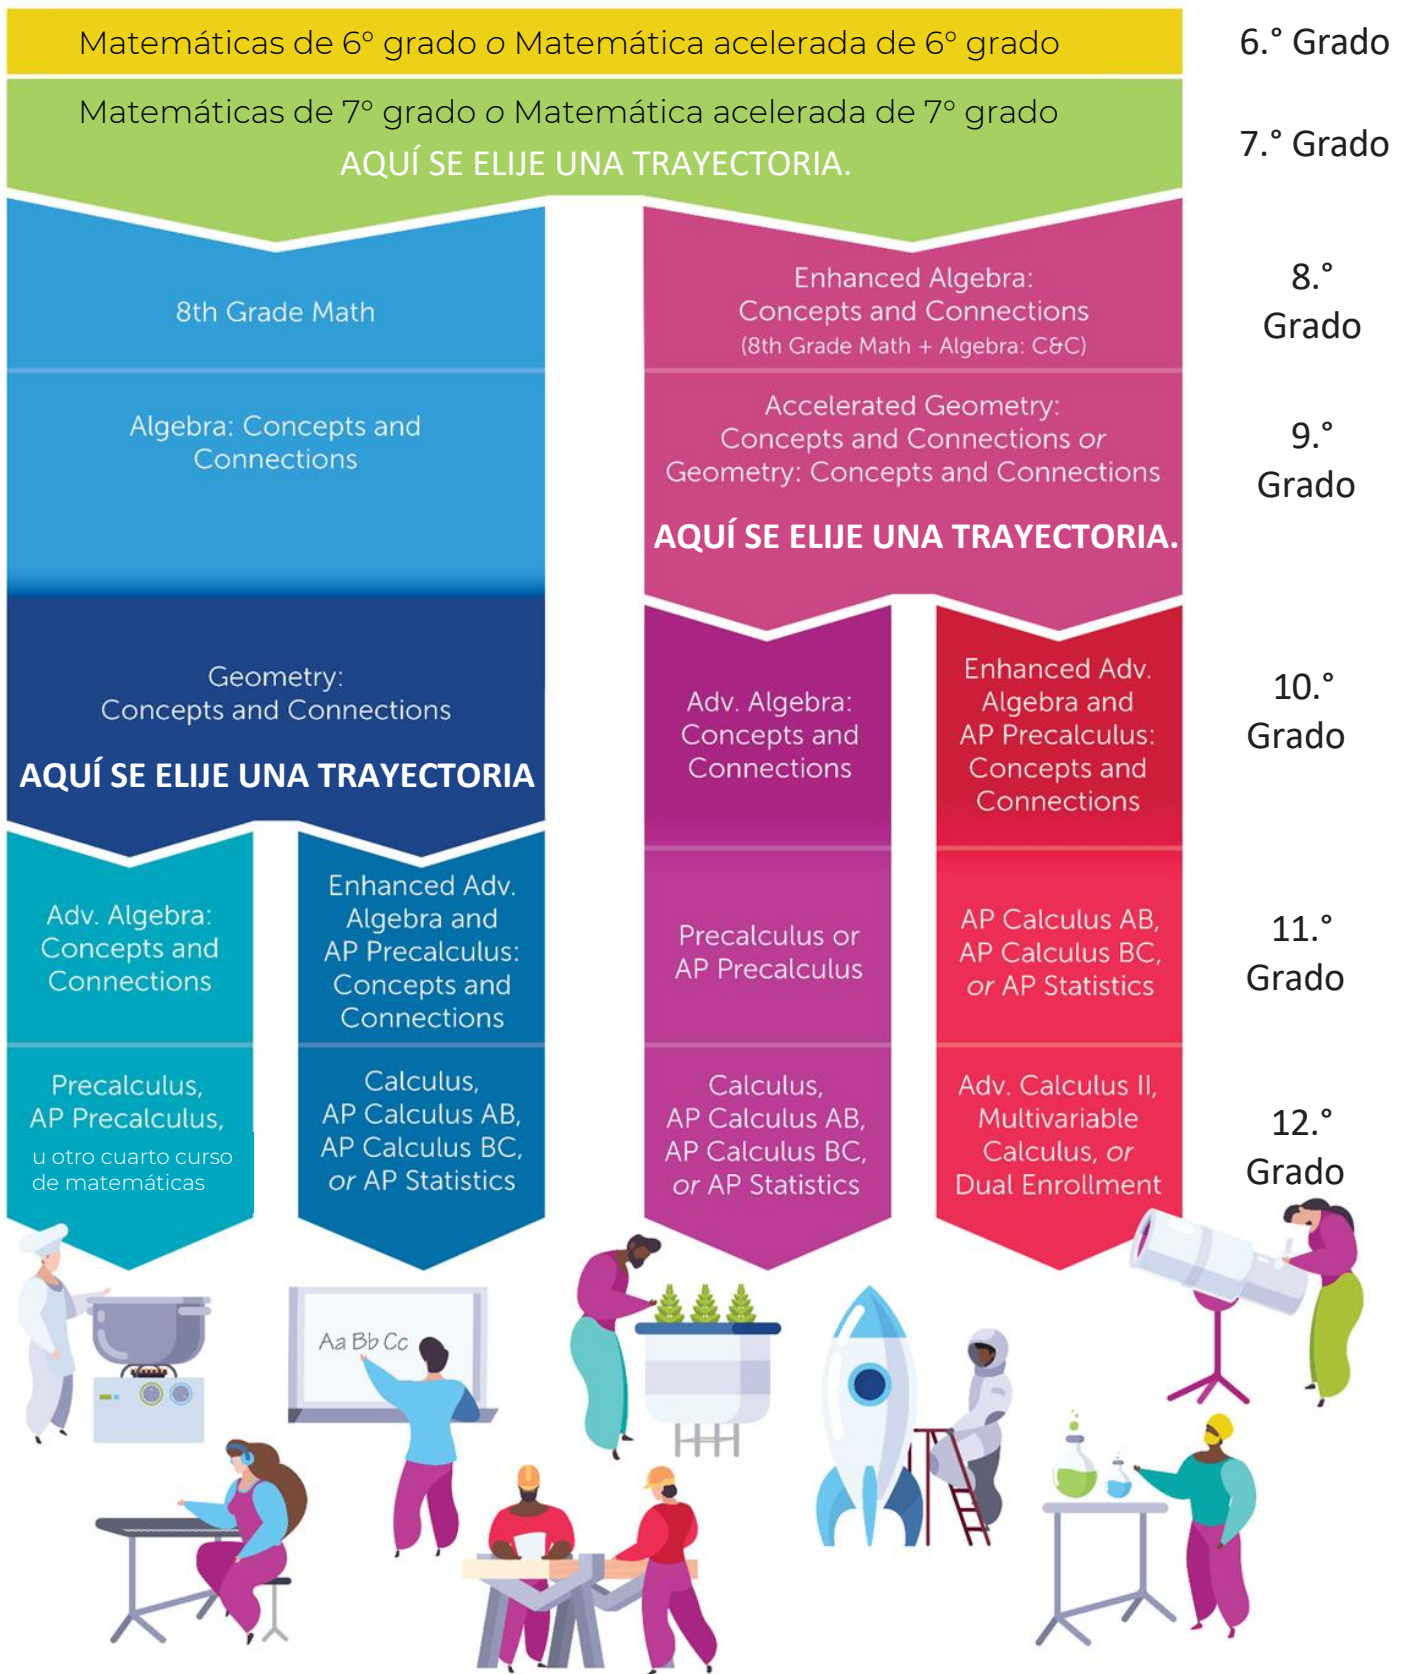 Matemáticas de 6° grado o Matemática acelerada de 6° grado
6.° Grado
Matemáticas de 7° grado o Matemática acelerada de 7° grado
AQUÍ SE ELIJE UNA TRAYECTORIA.
7.° Grado
8th Grade Math
Enhanced Algebra:
Concepts and Connections
(8th Grade Math + Algebra: C&C)
8.°
Grado
Algebra: Concepts and
Connections
Accelerated Geometry:
Concepts and Connections or
Geometry: Concepts and Connections
AQUÍ SE ELIJE UNA TRAYECTORIA.
9.°
Grado
Geometry:
Concepts and Connections
AQUÍ SE ELIJE UNA TRAYECTORIA
Adv. Algebra:
Concepts and
Connections
Enhanced Adv.
Algebra and
AP Precalculus:
Concepts and
Connections
10.°
Grado
Adv. Algebra:
Concepts and
Connections
Enhanced Adv.
Algebra and
AP Precalculus:
Concepts and
Connections
Precalculus or
AP Precalculus
AP Calculus AB,
AP Calculus BC,
or AP Statistics
11.°
Grado
Precalculus,
AP Precalculus,
u otro cuarto curso
de matemáticas
Calculus,
AP Calculus AB,
AP Calculus BC,
or AP Statistics
Calculus,
AP Calculus AB,
AP Calculus BC,
or AP Statistics
Adv. Calculus II,
Multivariable
Calculus, or
Dual Enrollment
12.°
Grado
Aa Bb Cc